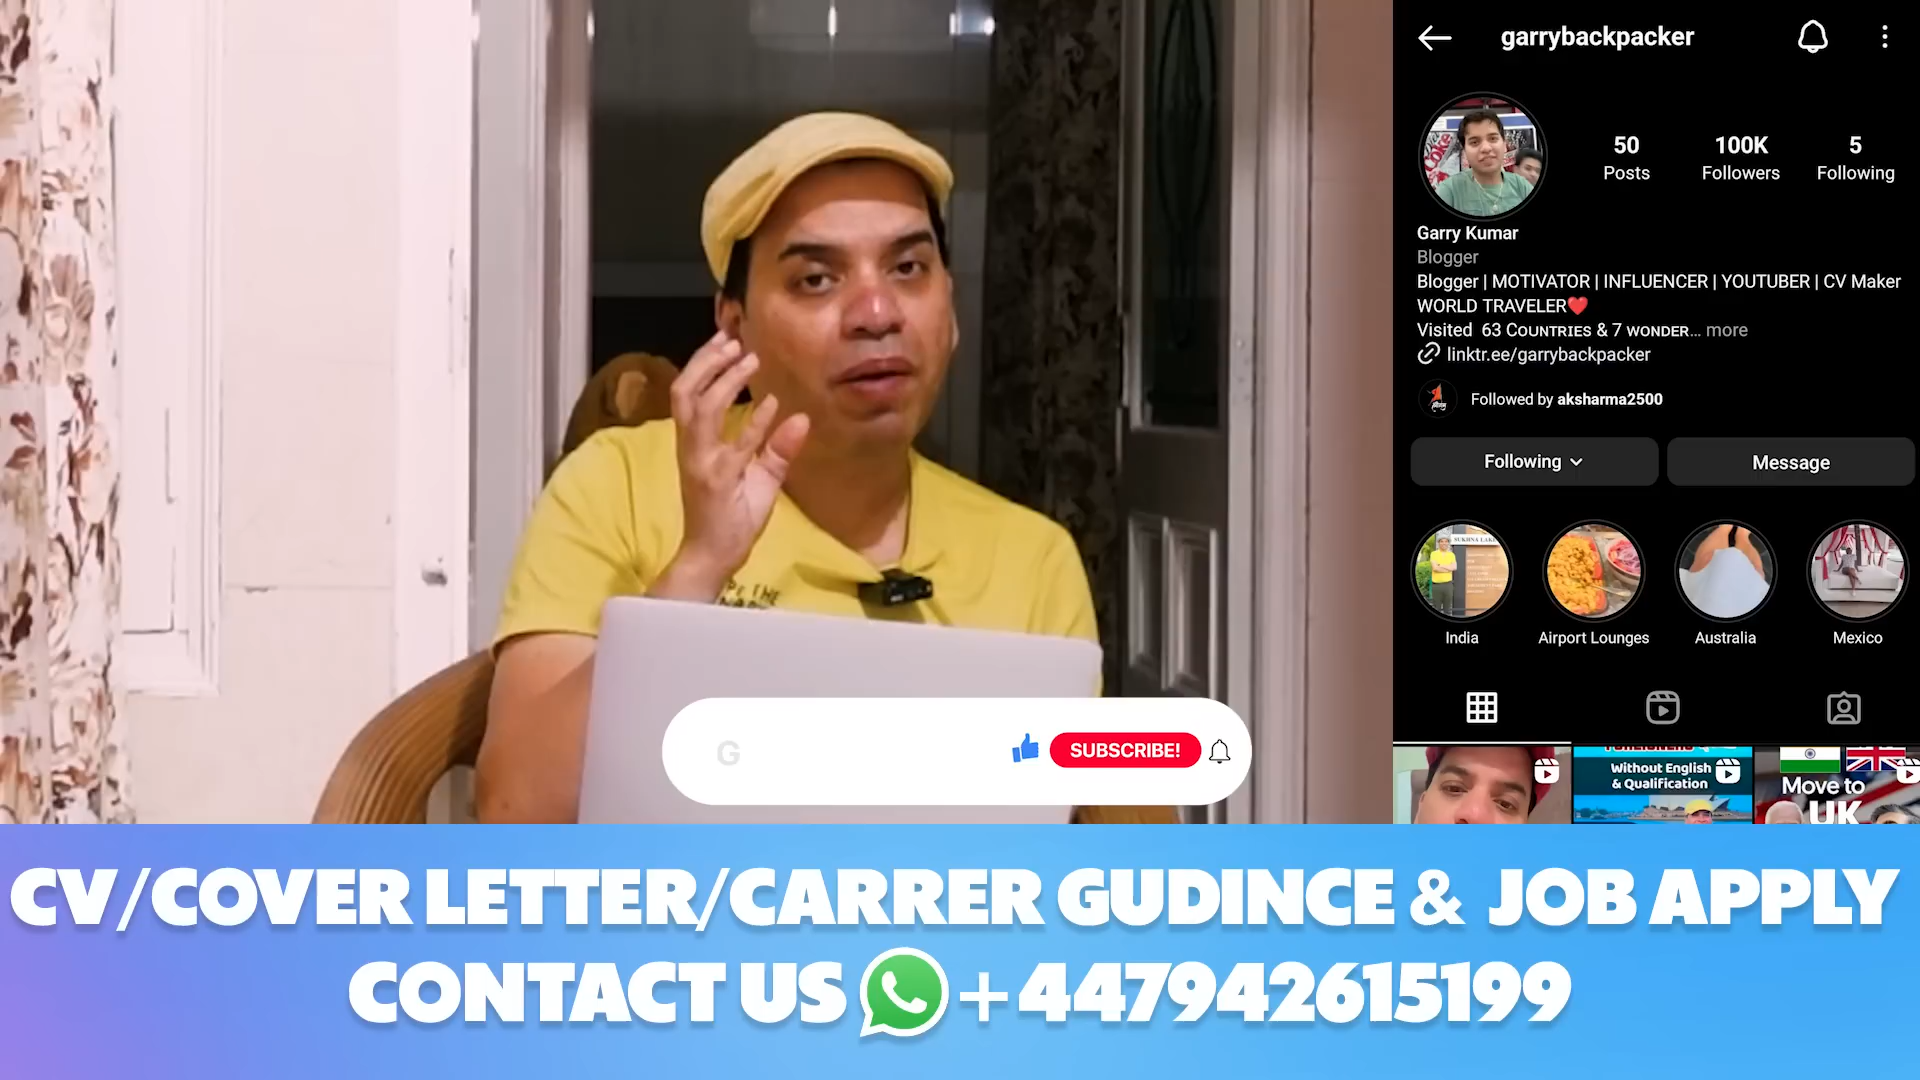 garrybackpacker
50 100K 5
Posts Followers Following
Garry Kumar
Blogger
Blogger | MOTIVATOR | INFLUENCER | YOUTUBER | CV Maker
WORLD TRAVELER❤️
Visited 63 Countries & 7 wonder... more
linktr.ee/garrybackpacker
Followed by aksharma2500
Following Message
SUKHNA LAKE
India Airport Lounges Australia Mexico
Without English
& Qualification
Move to
UK
G
SUBSCRIBE!
CV/COVER LETTER/CARRER GUDINCE & JOB APPLY
CONTACT US +447942615199